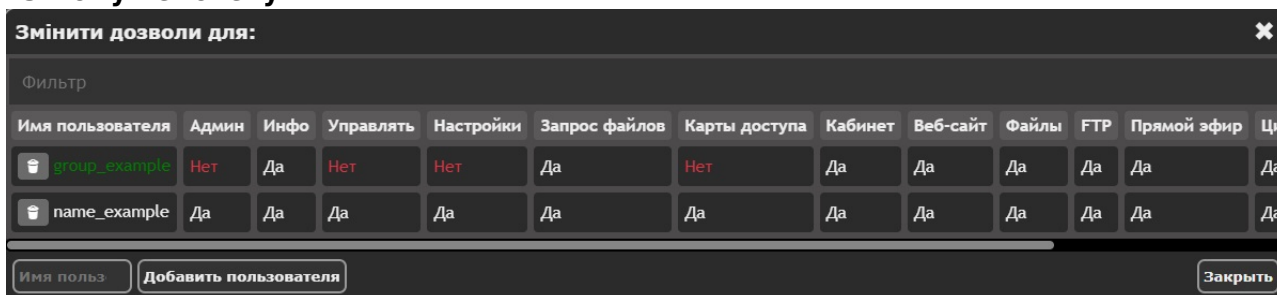 Змінити дозволи для:
Фильтр
Имя пользователя Админ Инфо Управлять Настройки Запрос файлов Карты доступа Кабинет Веб-сайт Файлы FTP Прямой эфир
group_example Нет Да Нет Нет Да Нет Да Да Да Да Да
name_example Да Да Да Да Да Да Да Да Да Да Да
Имя польз Добавить пользователя Закрыть